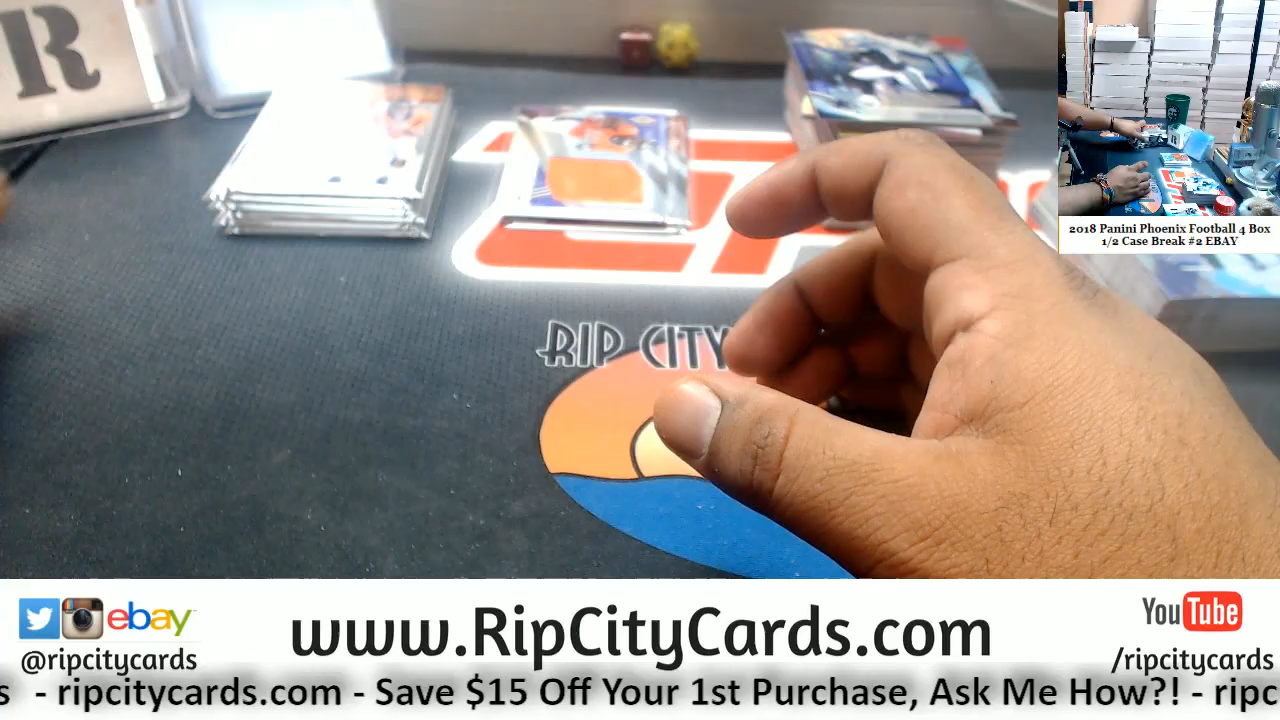 R
RIP CITY
2018 Panini Phoenix Football 4 Box
1/2 Case Break #2 EBAY
ebay
@ripcitycards
www.RipCityCards.com
YouTube
/ripcitycards
s - ripcitycards.com - Save $15 Off Your 1st Purchase, Ask Me How?! - ripc